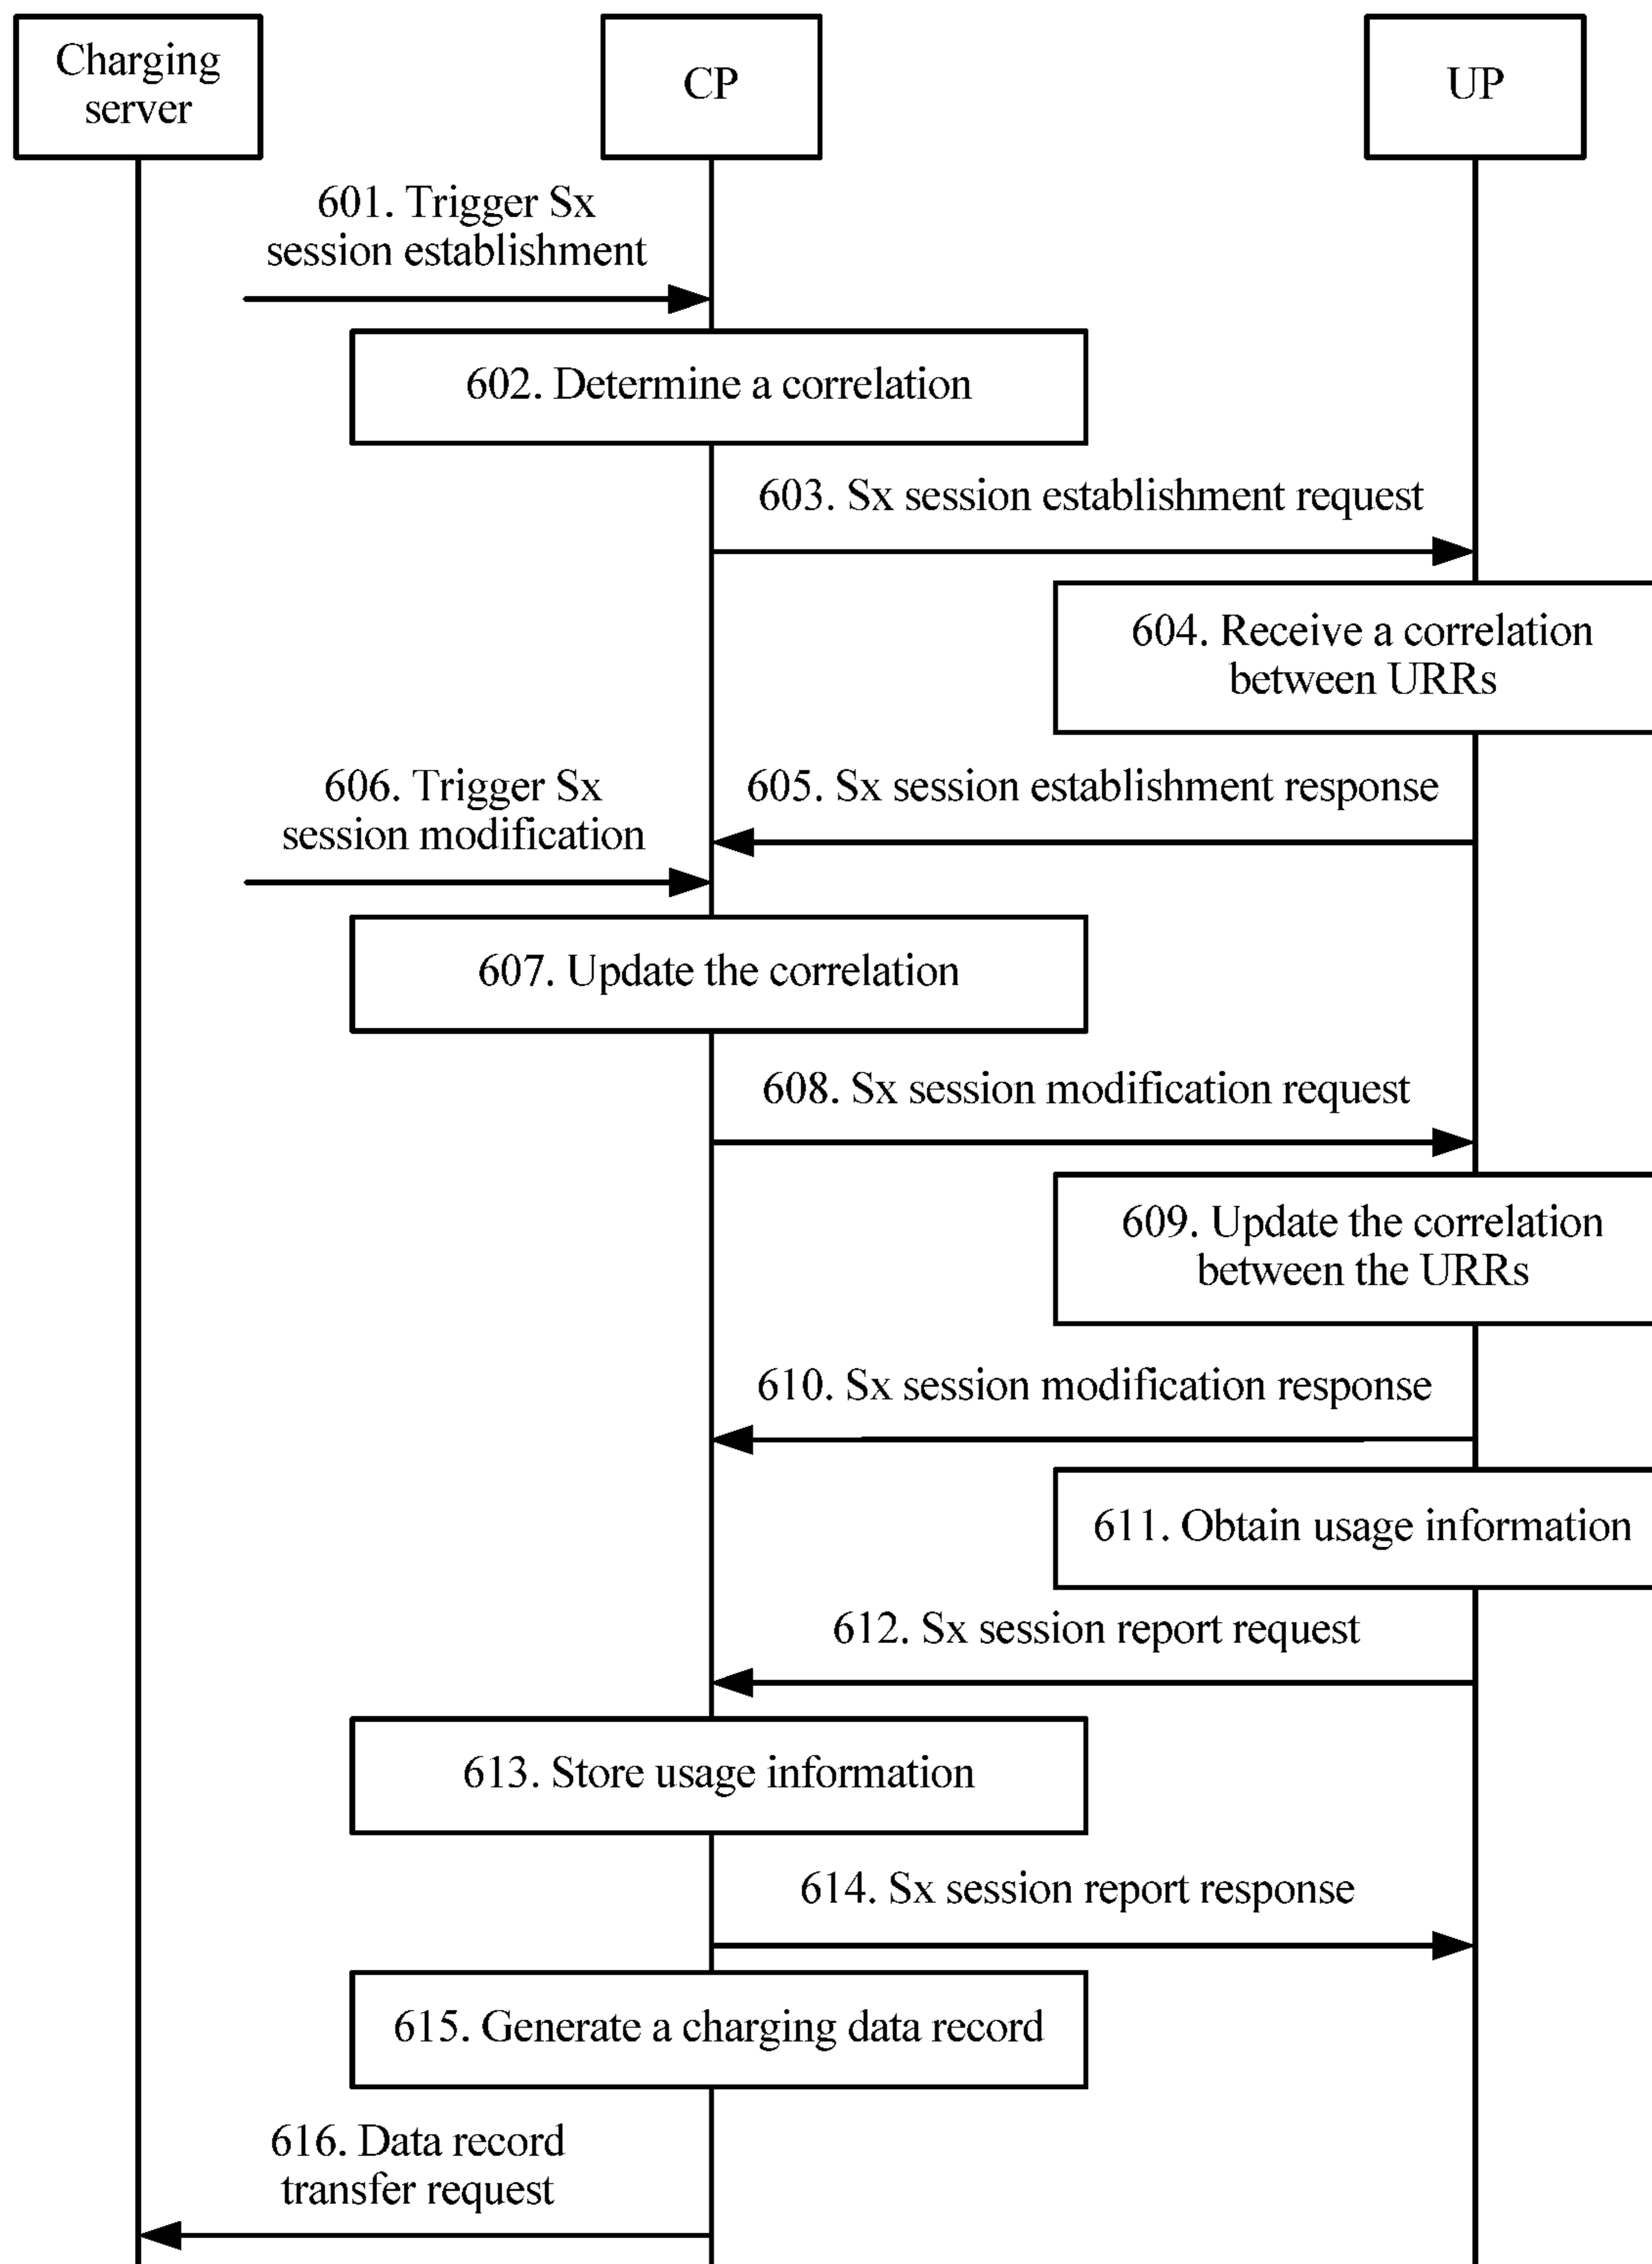 Charging
server
CP
UP
601. Trigger Sx
session establishment
602. Determine a correlation
603. Sx session establishment request
604. Receive a correlation
between URRs
605. Sx session establishment response
606. Trigger Sx
session modification
607. Update the correlation
608. Sx session modification request
609. Update the correlation
between the URRs
610. Sx session modification response
611. Obtain usage information
612. Sx session report request
613. Store usage information
614. Sx session report response
615. Generate a charging data record
616. Data record
transfer request